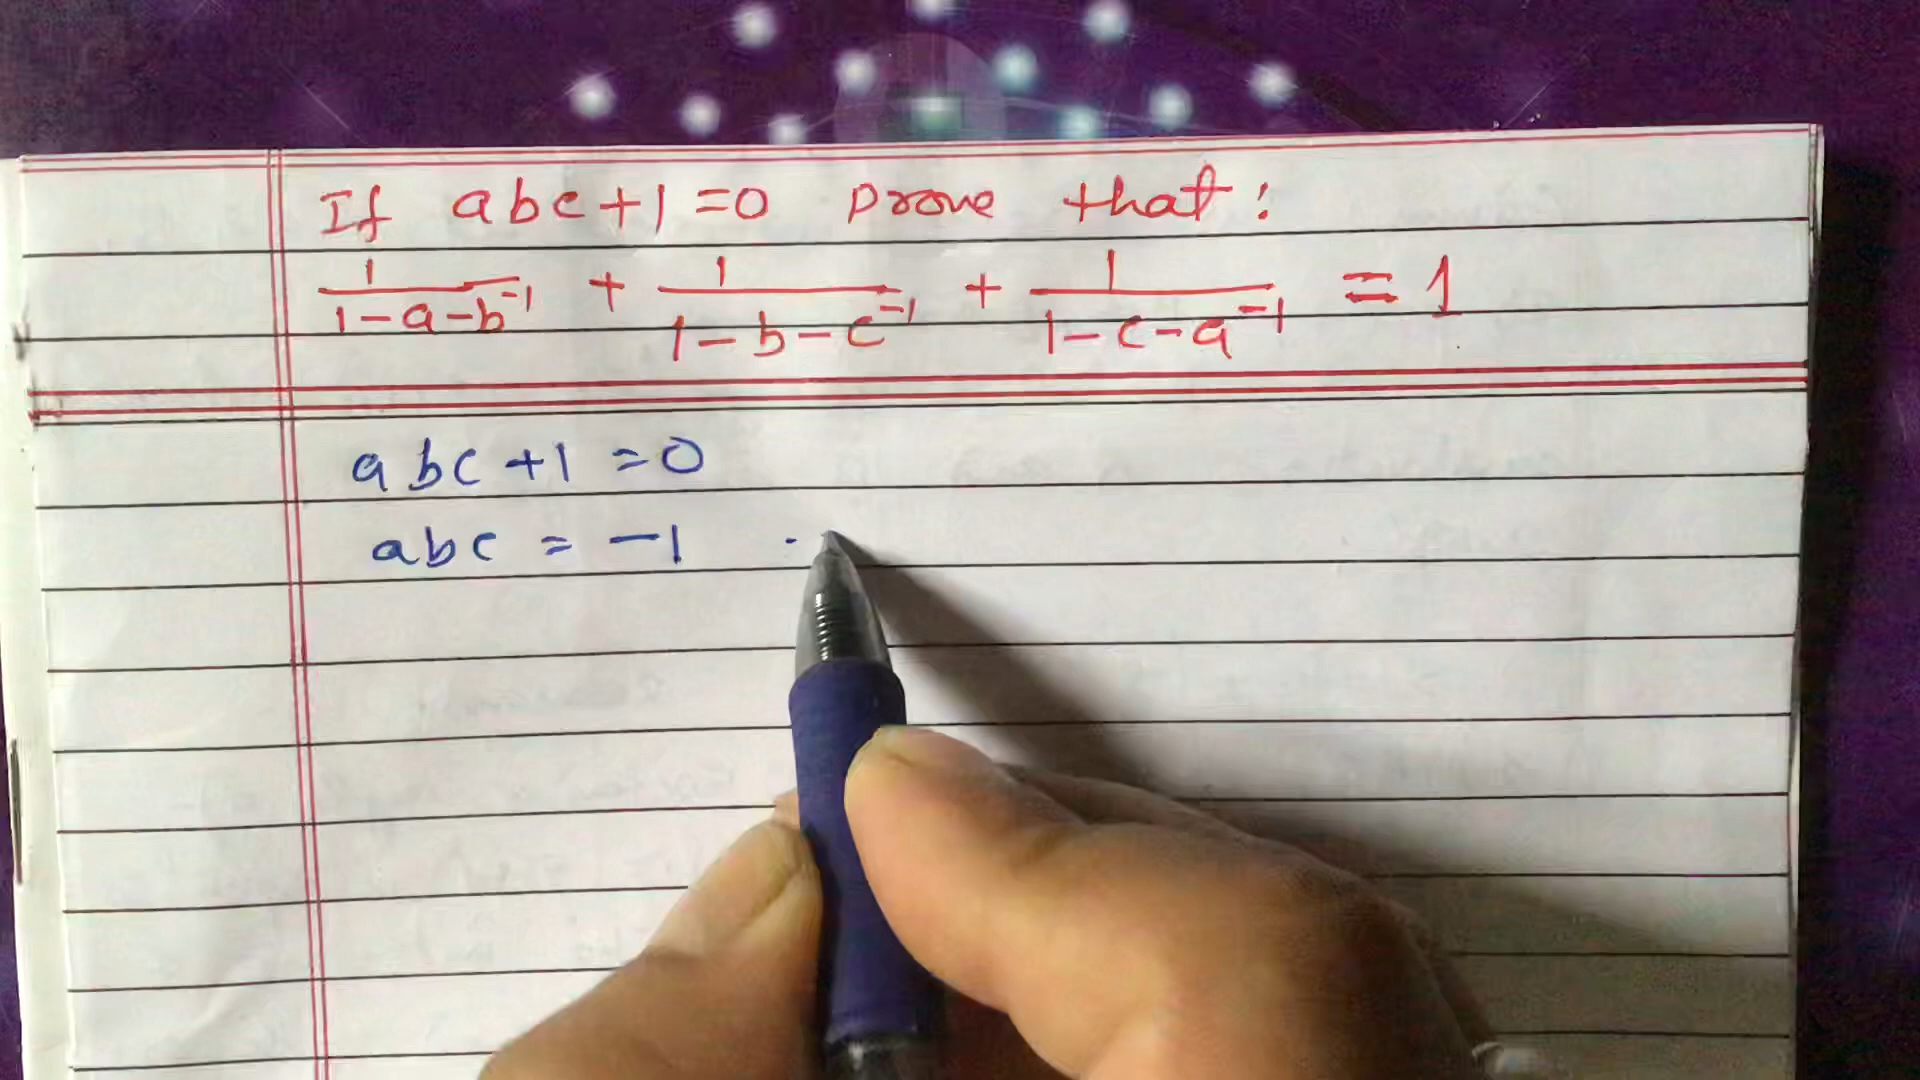 If abc+1=0 prove that:
1/(1-a-b⁻¹) + 1/(1-b-c⁻¹) + 1/(1-c-a⁻¹) = 1
abc+1=0
abc = -1